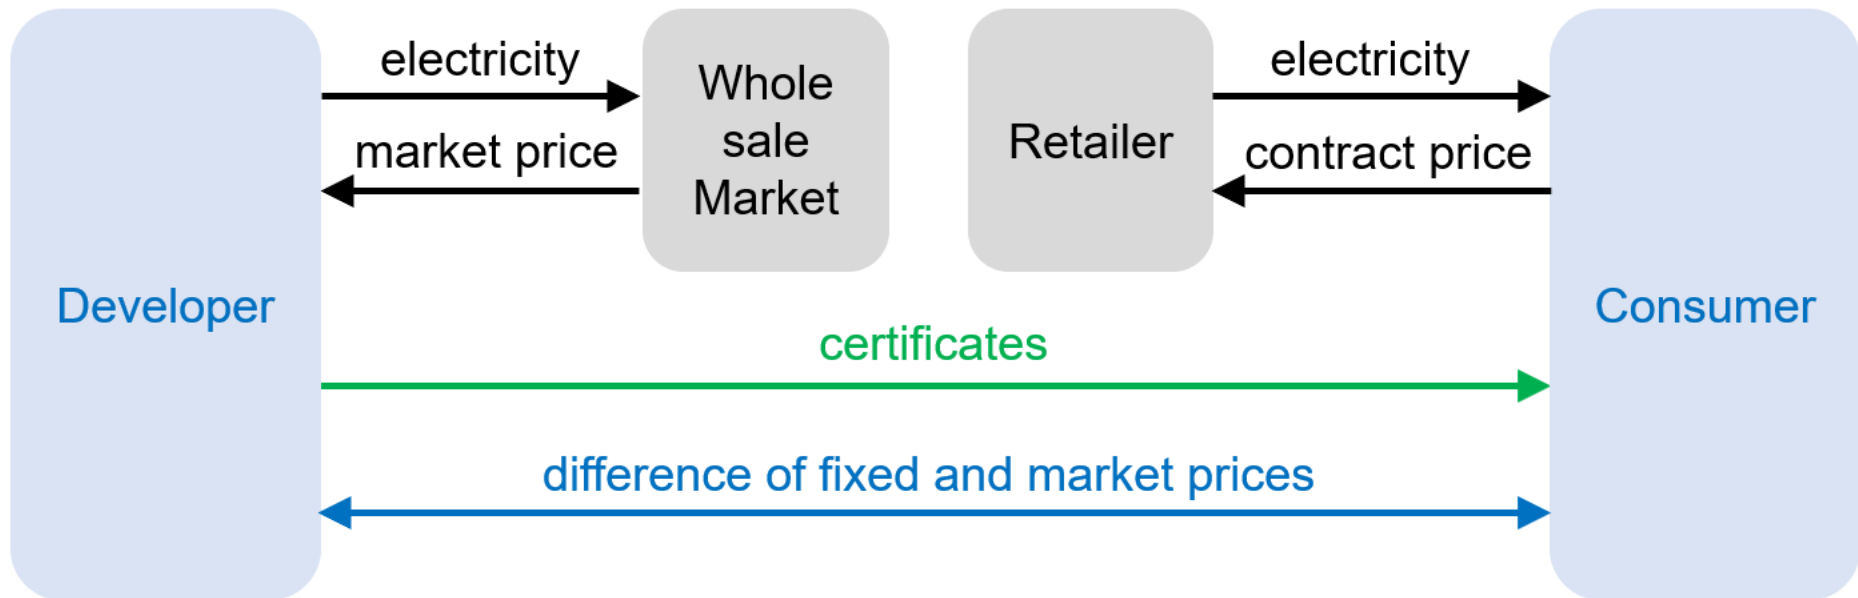 electricity
market price
Whole
sale
Market
Retailer
electricity
contract price
Developer
Consumer
certificates
difference of fixed and market prices